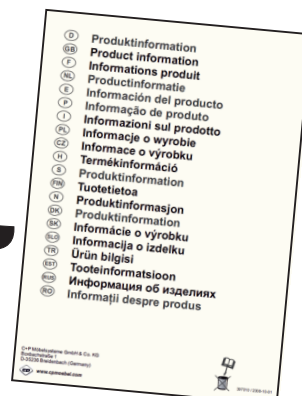 D Produktinformation
GB Product information
F Informations produit
NL Productinformatie
E Información del producto
P Informação de produto
I Informazioni sul prodotto
PL Informacje o wyrobie
CZ Informace o výrobku
H Termékinformáció
S Produktinformation
FIN Tuotetietoa
N Produktinformasjon
DK Produktinformation
SK Informácie o výrobku
SLO Informacija o izdelku
TR Ürün bilgisi
EST Tooteinformatsioon
RUS Информация об изделиях
RO Informații despre produs
C+P Möbelsysteme GmbH & Co. KG
Boxbachstraße 1
D-35236 Breidenbach (Germany)
www.cpmoebel.com